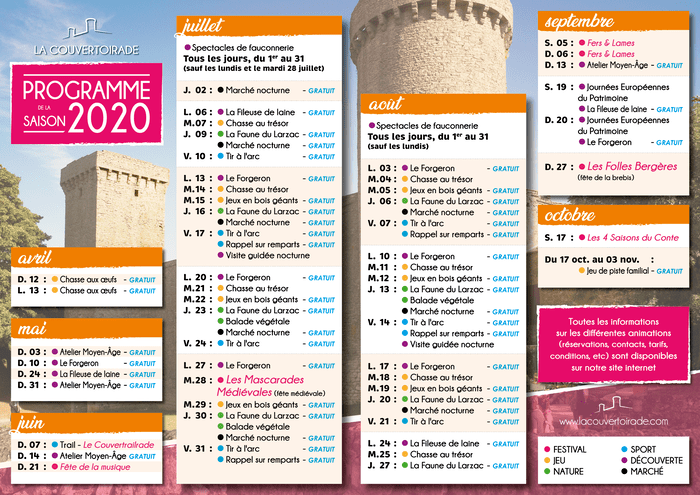 LA COUVERTOIRADE
PROGRAMME
DE LA
SAISON 2020
avril
D. 12 : Chasse aux œufs - GRATUIT
L. 13 : Chasse aux œufs - GRATUIT
mai
D. 03 : Atelier Moyen-Âge - GRATUIT
D. 10 : Le Forgeron - GRATUIT
D. 24 : La Fileuse de laine - GRATUIT
D. 31 : Atelier Moyen-Âge - GRATUIT
juin
D. 07 : Trail - Le Couvertoirade
D. 14 : Atelier Moyen-Âge GRATUIT
D. 21 : Fête de la musique
juillet
Spectacles de fauconnerie
Tous les jours, du 1er au 31
(sauf les lundis et le mardi 28 juillet)
J. 02 : Marché nocturne - GRATUIT
L. 06 : La Fileuse de laine - GRATUIT
M.07 : Chasse au trésor
J. 09 : La Faune du Larzac - GRATUIT
Marché nocturne - GRATUIT
V. 10 : Tir à l'arc - GRATUIT
L. 13 : Le Forgeron - GRATUIT
M.14 : Chasse au trésor
M.15 : Jeux en bois géants - GRATUIT
J. 16 : La Faune du Larzac - GRATUIT
Marché nocturne - GRATUIT
V. 17 : Tir à l'arc - GRATUIT
Rappel sur remparts - GRATUIT
Visite guidée nocturne
L. 20 : Le Forgeron - GRATUIT
M.21 : Chasse au trésor
M.22 : Jeux en bois géants - GRATUIT
J. 23 : La Faune du Larzac - GRATUIT
Balade végétale
Marché nocturne - GRATUIT
V. 24 : Tir à l'arc - GRATUIT
L. 27 : Le Forgeron - GRATUIT
M.28 : Les Mascarades
Médiévales (fête médiévale)
M.29 : Jeux en bois géants - GRATUIT
J. 30 : La Faune du Larzac - GRATUIT
Balade végétale
Marché nocturne - GRATUIT
V. 31 : Tir à l'arc - GRATUIT
Rappel sur remparts - GRATUIT
août
Spectacles de fauconnerie
Tous les jours, du 1er au 31
(sauf les lundis)
L. 03 : Le Forgeron - GRATUIT
M.04 : Chasse au trésor
M.05 : Jeux en bois géants - GRATUIT
J. 06 : La Faune du Larzac - GRATUIT
Marché nocturne - GRATUIT
V. 07 : Tir à l'arc - GRATUIT
Rappel sur remparts - GRATUIT
L. 10 : Le Forgeron - GRATUIT
M.11 : Chasse au trésor
M.12 : Jeux en bois géants - GRATUIT
J. 13 : La Faune du Larzac - GRATUIT
Balade végétale
Marché nocturne - GRATUIT
V. 14 : Tir à l'arc - GRATUIT
Rappel sur remparts - GRATUIT
Visite guidée nocturne
L. 17 : Le Forgeron - GRATUIT
M.18 : Chasse au trésor
M.19 : Jeux en bois géants - GRATUIT
J. 20 : La Faune du Larzac - GRATUIT
Marché nocturne - GRATUIT
V. 21 : Tir à l'arc - GRATUIT
L. 24 : La Fileuse de laine - GRATUIT
M.25 : Chasse au trésor
J. 27 : La Faune du Larzac - GRATUIT
septembre
S. 05 : Fers & Lames
D. 06 : Fers & Lames
D. 13 : Atelier Moyen-Âge - GRATUIT
S. 19 : Journées Européennes
du Patrimoine
La Fileuse de laine - GRATUIT
D. 20 : Journées Européennes
du Patrimoine
Le Forgeron - GRATUIT
D. 27 : Les Folles Bergères
(fête de la brebis)
octobre
S. 17 : Les 4 Saisons du Conte
Du 17 oct. au 03 nov. :
Jeu de piste familial - GRATUIT
Toutes les informations
sur les différentes animations
(réservations, contacts, tarifs,
conditions, etc) sont disponibles
sur notre site internet
www.lacouvertoirade.com
FESTIVAL
JEU
NATURE
SPORT
DÉCOUVERTE
MARCHÉ